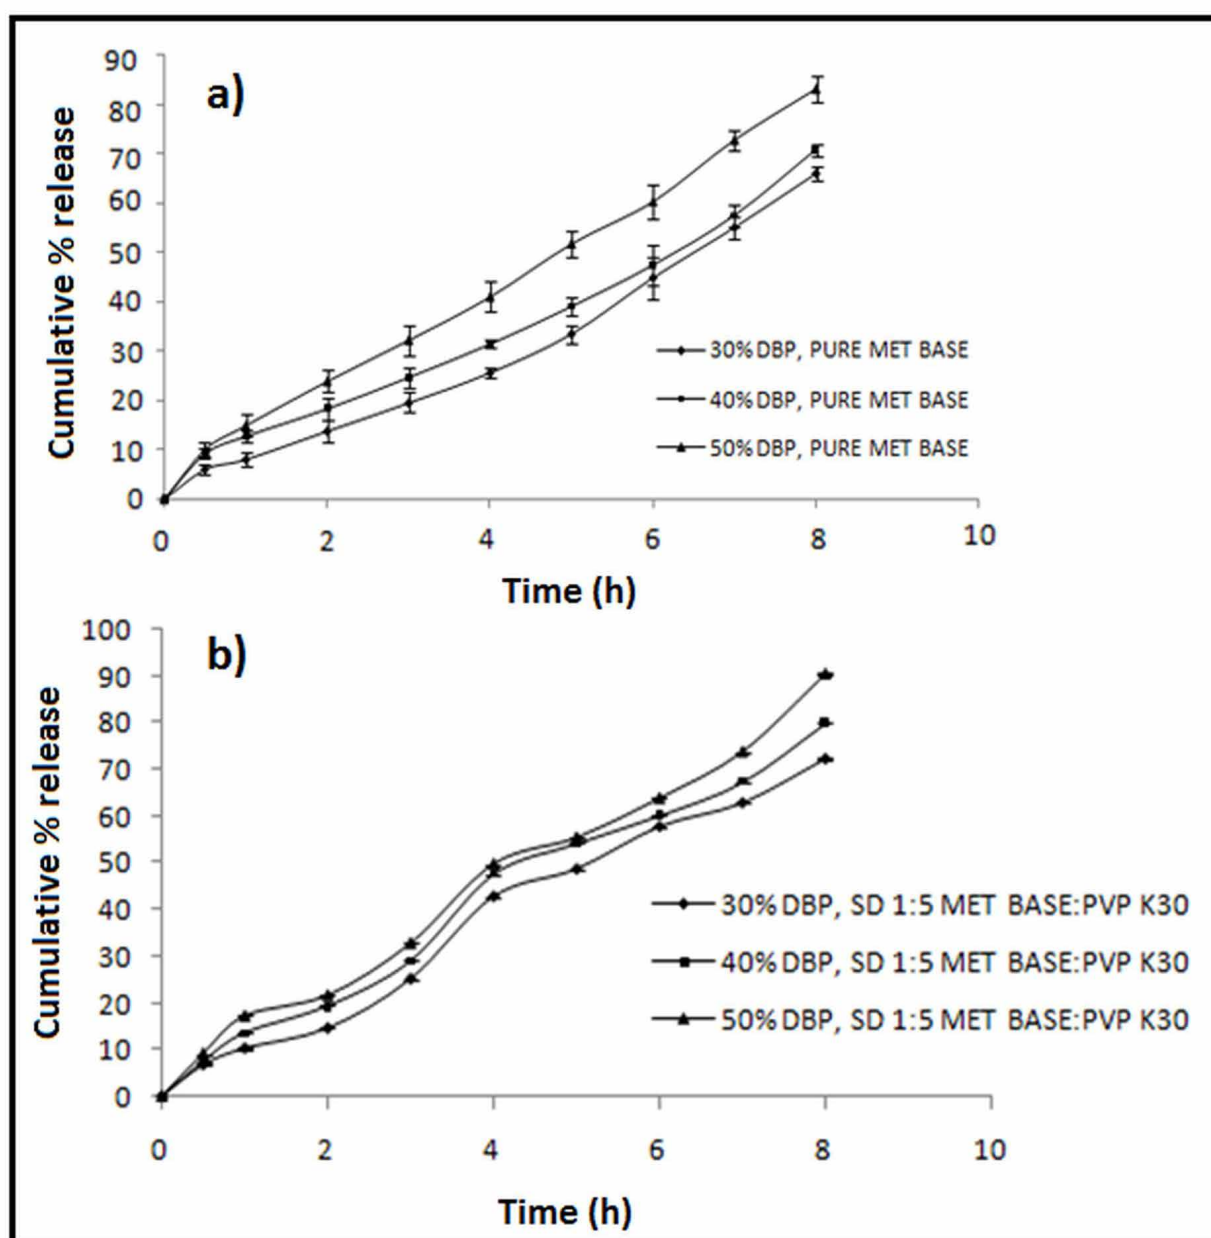 a)
Cumulative % release
90
80
70
60
50
40
30
20
10
0
30% DBP, PURE MET BASE
40% DBP, PURE MET BASE
50% DBP, PURE MET BASE
0 2 4 6 8 10
Time (h)
b)
Cumulative % release
100
90
80
70
60
50
40
30
20
10
0
30% DBP, SD 1:5 MET BASE:PVP K30
40% DBP, SD 1:5 MET BASE:PVP K30
50% DBP, SD 1:5 MET BASE:PVP K30
0 2 4 6 8 10
Time (h)